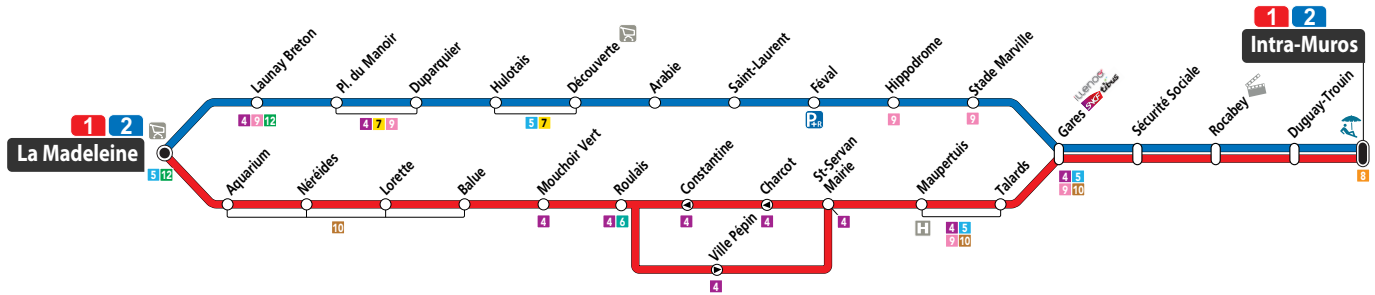 1 2
Intra-Muros
Launay Breton
Pl. du Manoir
Duparquier
Hulotais
Découverte
Arabie
Saint-Laurent
Féval
Hippodrome
Stade Marville
Gares
SNCF
Sécurité Sociale
Rocabey
Duguay-Trouin
4 9 12
4 7 9
5 7
P+R
9
9
1 2
La Madeleine
5 12
Aquarium
Néréides
Lorette
Balue
Mouchoir Vert
Roulais
Constantine
Charcot
St-Servan
Mairie
Maupertuis
Talards
4 5
9 10
8
10
4
4 6
4
4
4
H
4 5
9 10
Ville Pépin
4